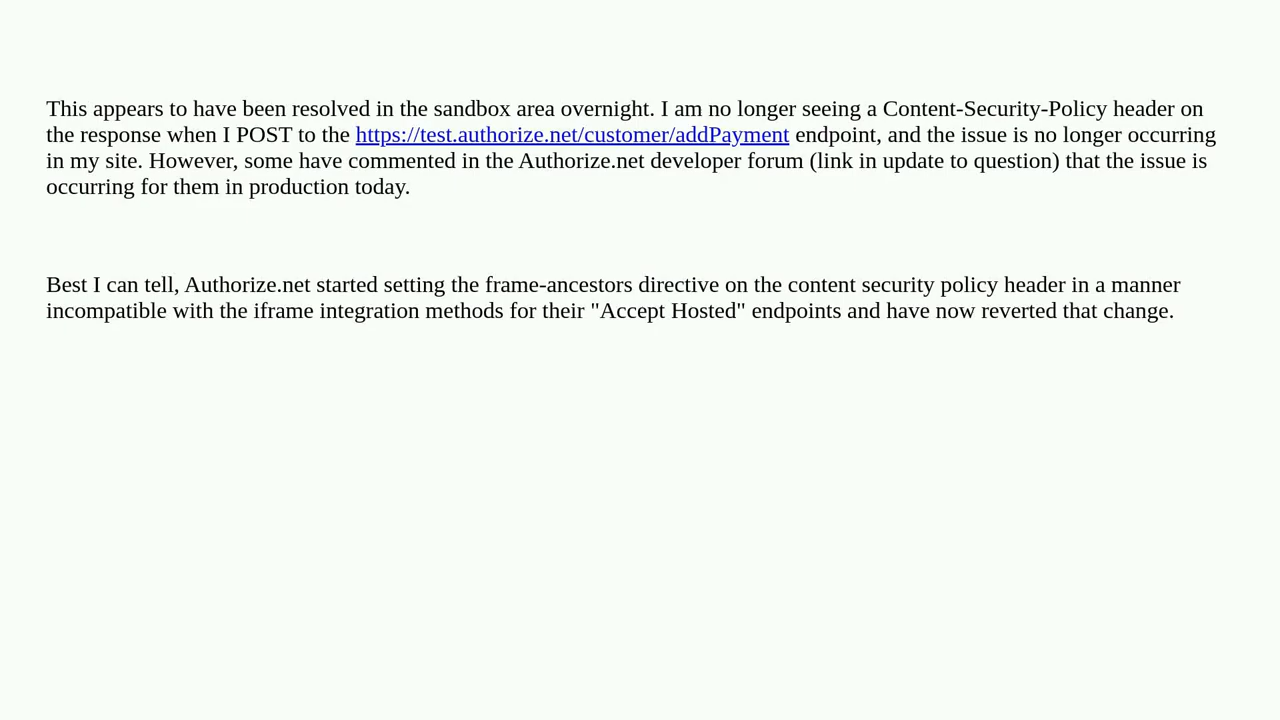 This appears to have been resolved in the sandbox area overnight. I am no longer seeing a Content-Security-Policy header on
the response when I POST to the https://test.authorize.net/customer/addPayment endpoint, and the issue is no longer occurring
in my site. However, some have commented in the Authorize.net developer forum (link in update to question) that the issue is
occurring for them in production today.
Best I can tell, Authorize.net started setting the frame-ancestors directive on the content security policy header in a manner
incompatible with the iframe integration methods for their "Accept Hosted" endpoints and have now reverted that change.